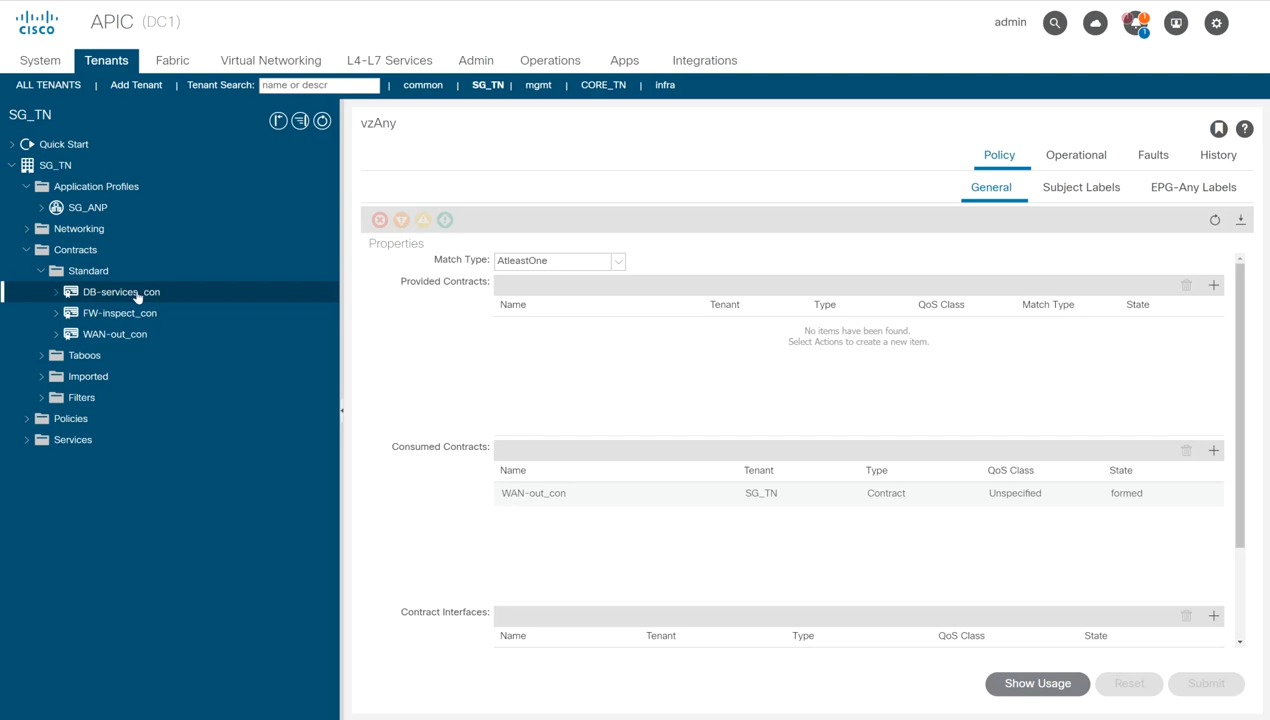 CISCO
APIC (DC1)
admin
1
1
System Tenants Fabric Virtual Networking L4-L7 Services Admin Operations Apps Integrations
ALL TENANTS | Add Tenant | Tenant Search: name or descr | common | SG_TN | mgmt | CORE_TN | infra
SG_TN
Quick Start
SG_TN
Application Profiles
SG_ANP
Networking
Contracts
Standard
DB-services_con
FW-inspect_con
WAN-out_con
Taboos
Imported
Filters
Policies
Services
vzAny
Policy Operational Faults History
General Subject Labels EPG-Any Labels
Properties
Match Type: AtleastOne
Provided Contracts:
Name Tenant Type QoS Class Match Type State
No items have been found.
Select Actions to create a new item.
Consumed Contracts:
Name Tenant Type QoS Class State
WAN-out_con SG_TN Contract Unspecified formed
Contract Interfaces:
Name Tenant Type QoS Class State
Show Usage Reset Submit